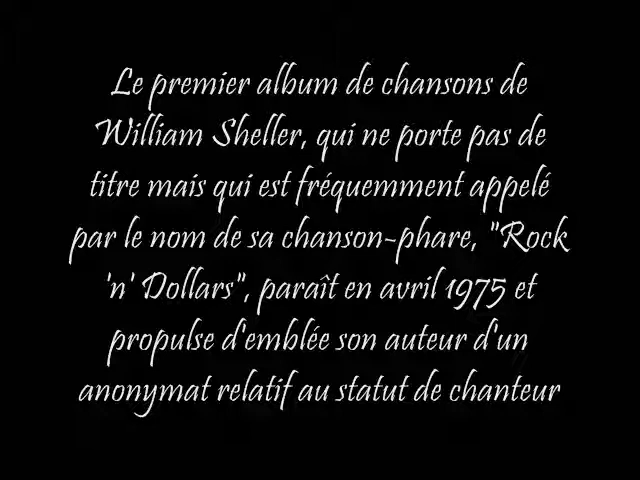 Le premier album de chansons de
William Sheller, qui ne porte pas de
titre mais qui est fréquemment appelé
par le nom de sa chanson-phare, "Rock
'n' Dollars", paraît en avril 1975 et
propulse d'emblée son auteur d'un
anonymat relatif au statut de chanteur